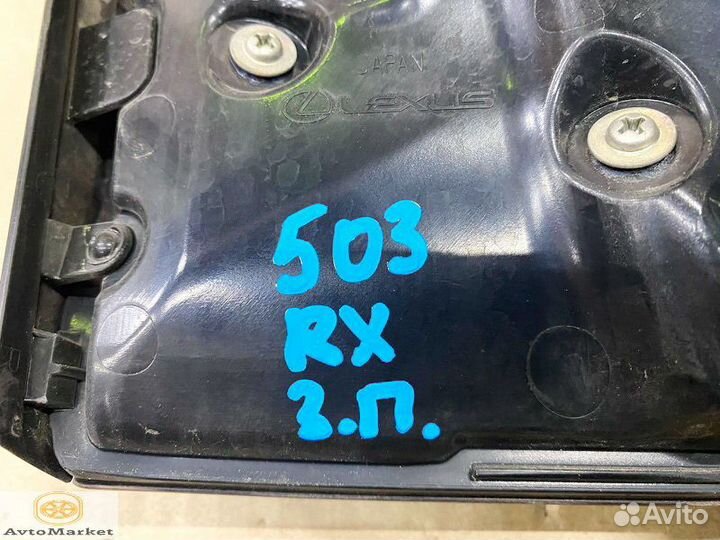 JAPAN
LEXUS
503
RX
З.П.
AvtoMarket
Avito